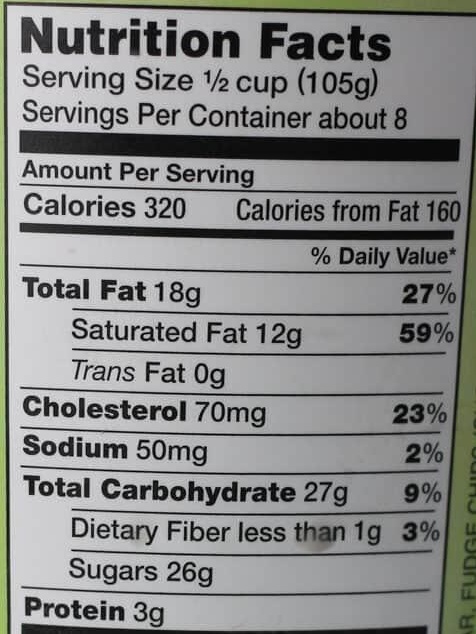 Nutrition Facts
Serving Size ½ cup (105g)
Servings Per Container about 8
Amount Per Serving
Calories 320 Calories from Fat 160
% Daily Value*
Total Fat 18g 27%
Saturated Fat 12g 59%
Trans Fat 0g
Cholesterol 70mg 23%
Sodium 50mg 2%
Total Carbohydrate 27g 9%
Dietary Fiber less than 1g 3%
Sugars 26g
Protein 3g
FUDGE